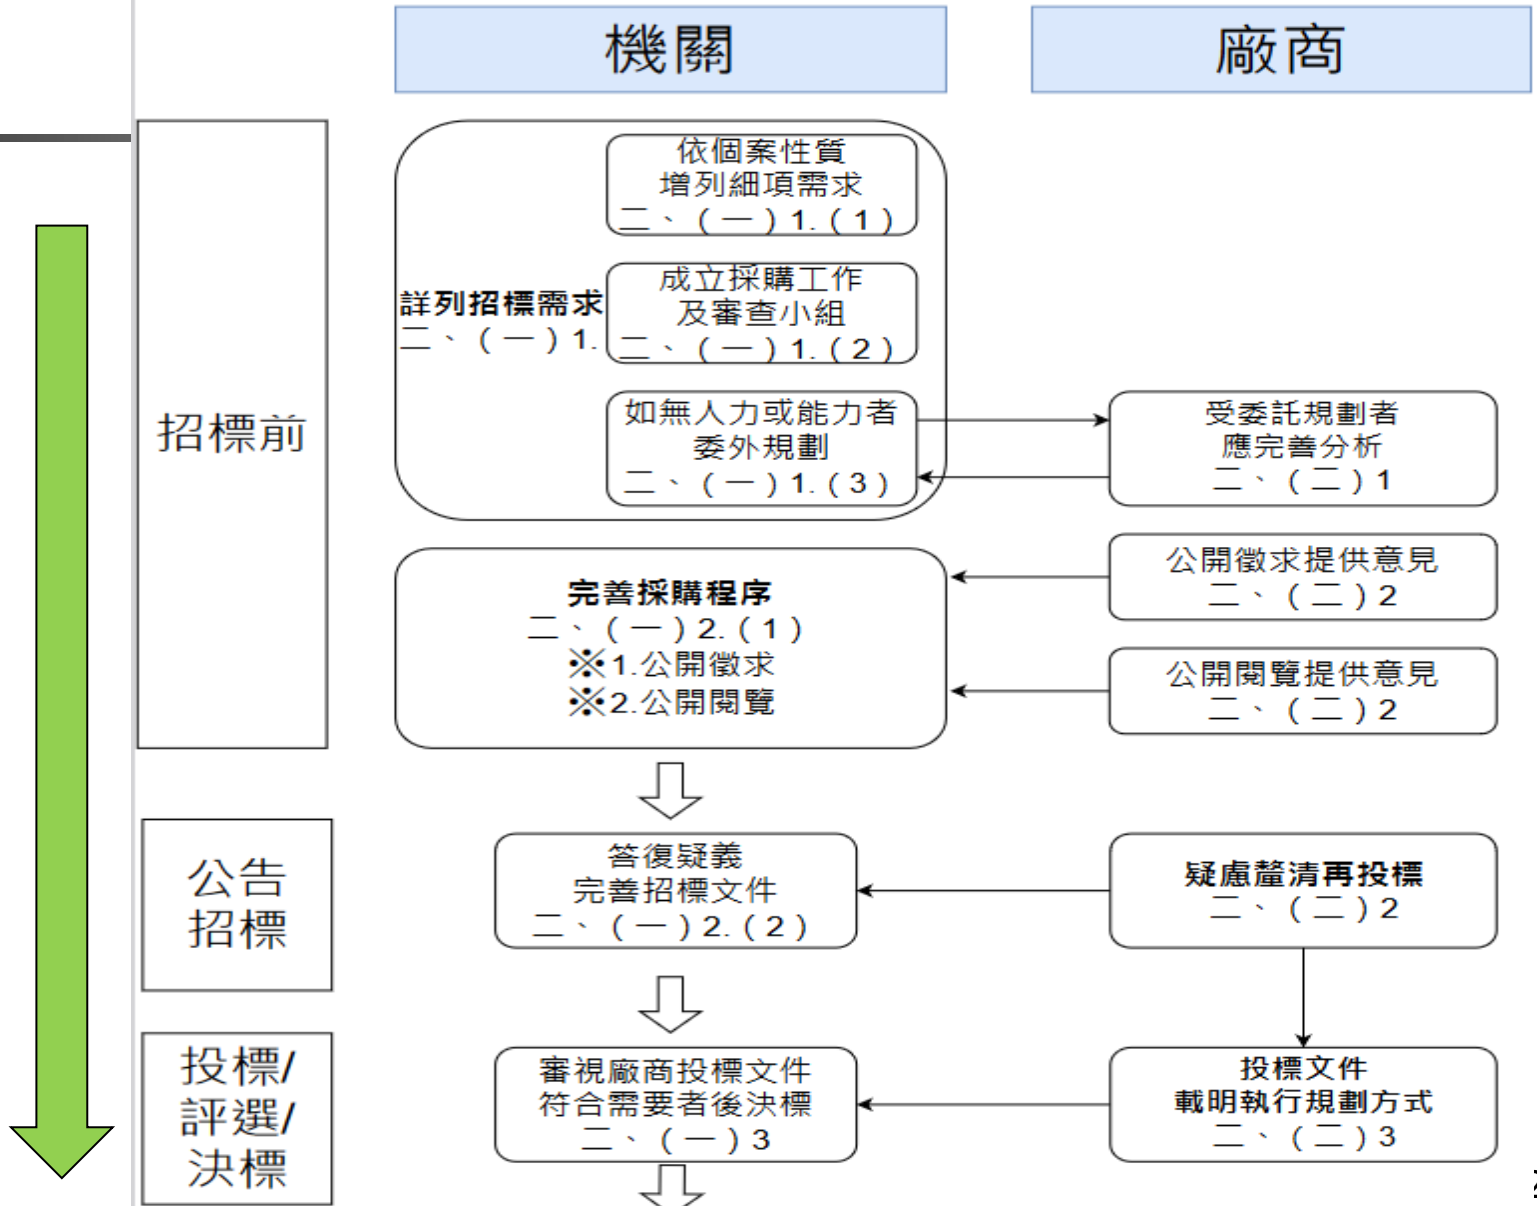 機關
廠商
招標前
詳列招標需求
二、（一）1.
依個案性質
增列細項需求
二、（一）1.（1）
成立採購工作
及審查小組
二、（一）1.（2）
如無人力或能力者
委外規劃
二、（一）1.（3）
受委託規劃者
應完善分析
二、（二）1
完善採購程序
二、（一）2.（1）
※1.公開徵求
※2.公開閱覽
公開徵求提供意見
二、（二）2
公開閱覽提供意見
二、（二）2
公告
招標
答復疑義
完善招標文件
二、（一）2.（2）
疑慮釐清再投標
二、（二）2
投標/
評選/
決標
審視廠商投標文件
符合需要者後決標
二、（一）3
投標文件
載明執行規劃方式
二、（二）3